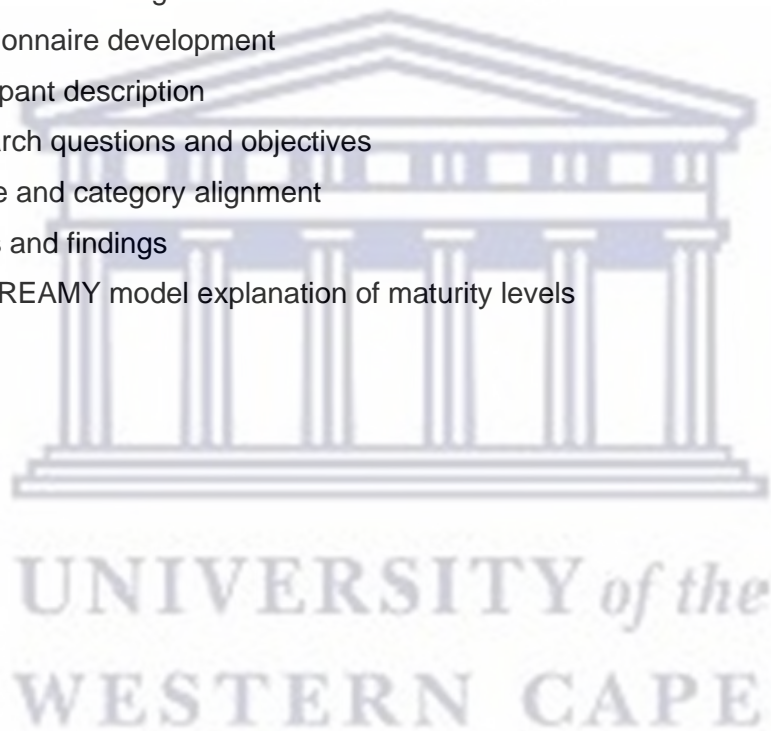 onnaire development
pant description
rch questions and objectives
e and category alignment
s and findings
REAMY model explanation of maturity levels
UNIVERSITY of the
WESTERN CAPE